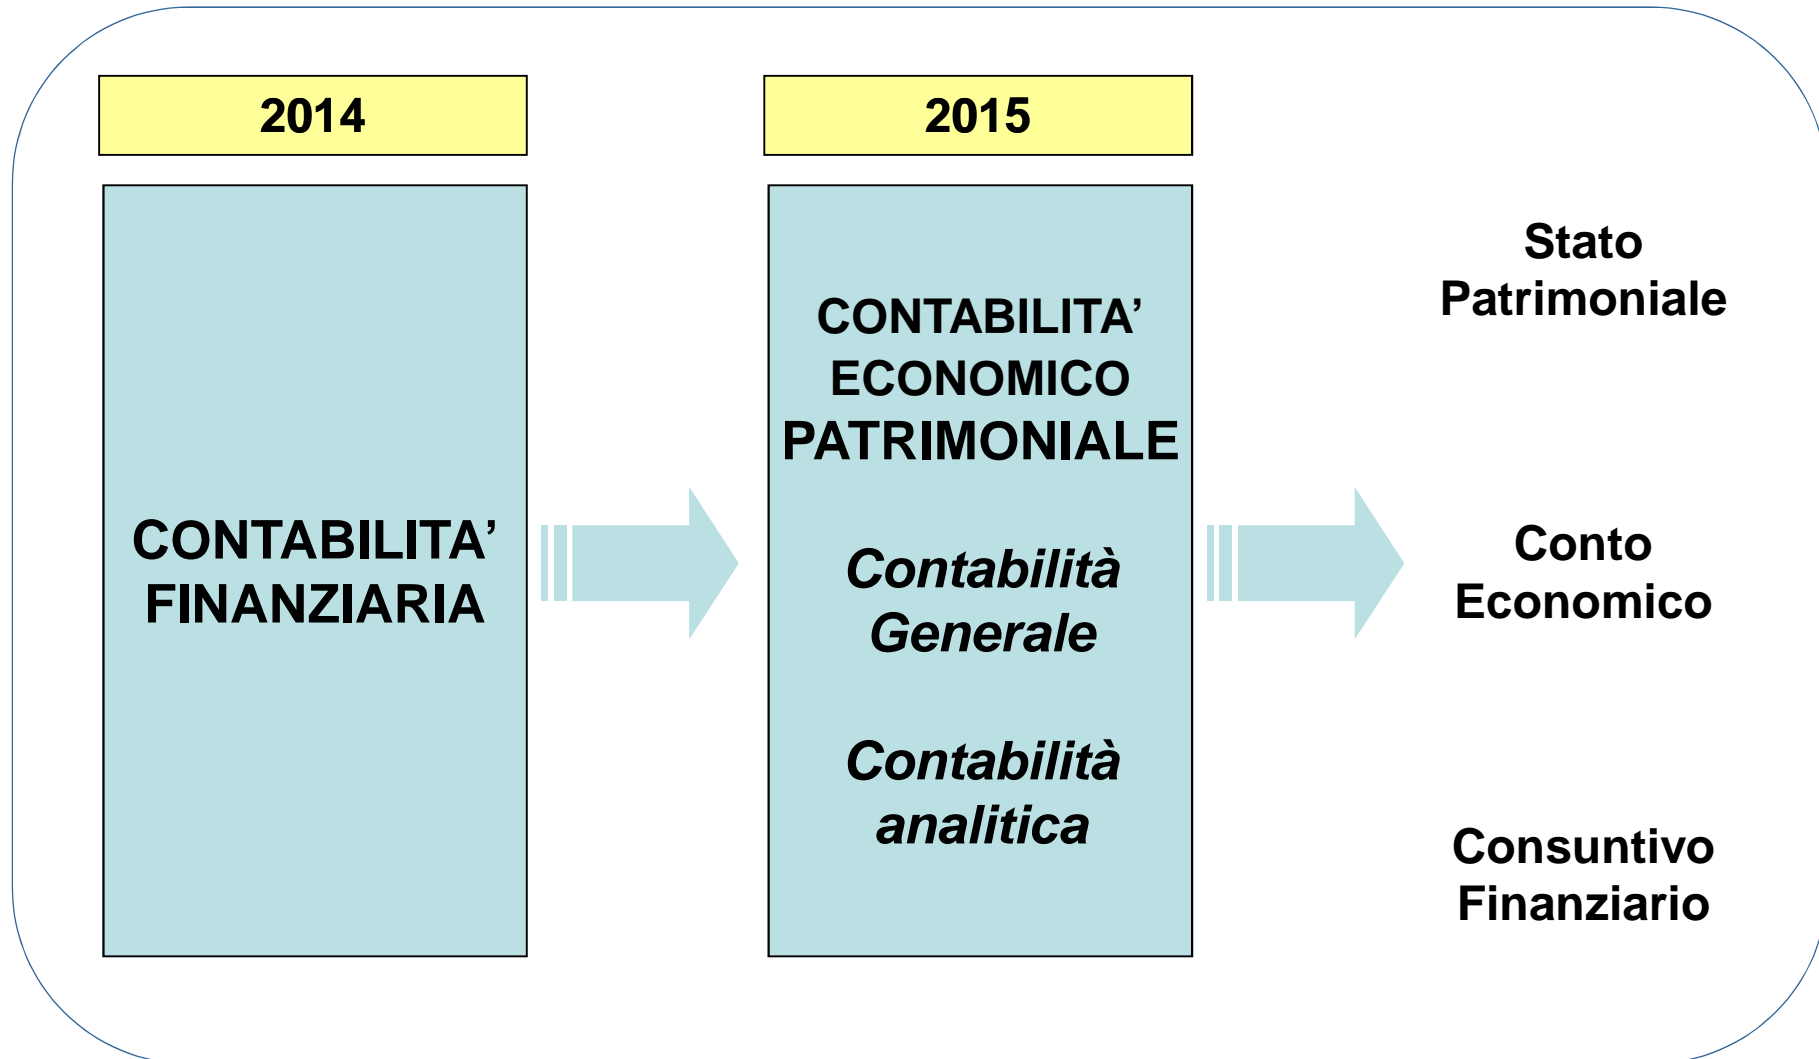 2014
CONTABILITA’
FINANZIARIA
2015
CONTABILITA’
ECONOMICO
PATRIMONIALE
Contabilità
Generale
Contabilità
analitica
Stato
Patrimoniale
Conto
Economico
Consuntivo
Finanziario